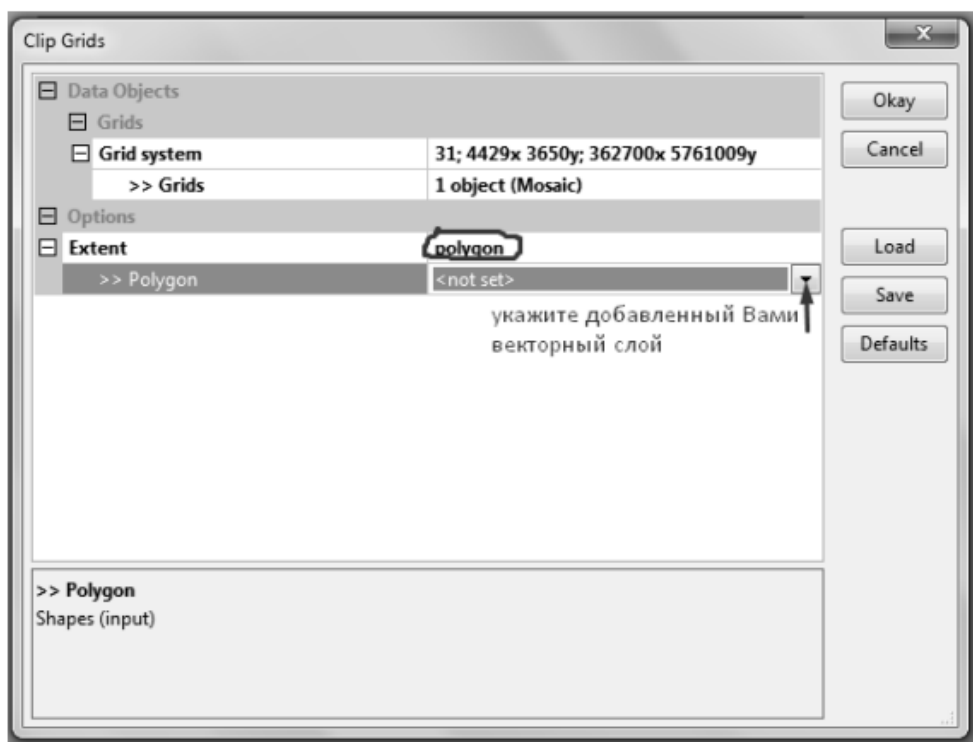 Clip Grids
Data Objects
Grids
Grid system 31; 4429x 3650y; 362700x 5761009y
>> Grids 1 object (Mosaic)
Options
Extent polygon
>> Polygon <not set>
укажите добавленный Вами
векторный слой
>> Polygon
Shapes (input)
Okay
Cancel
Load
Save
Defaults